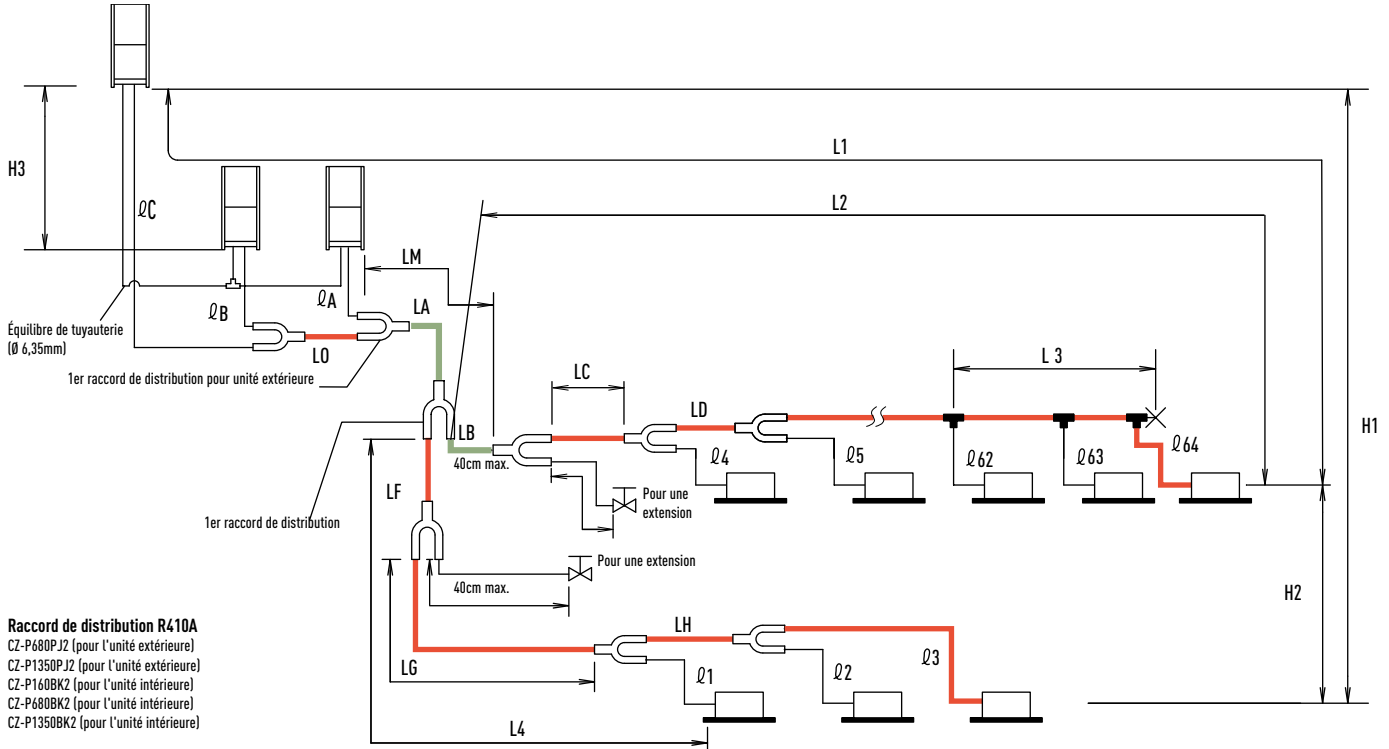 H3
L1
L2
ℓC
LM
ℓB
ℓA
LA
LO
Équilibre de tuyauterie
(Ø 6,35mm)
1er raccord de distribution pour unité extérieure
LC
LD
L 3
H1
LB
40cm max.
ℓ4
ℓ5
ℓ62
ℓ63
ℓ64
Pour une
extension
LF
1er raccord de distribution
Pour une extension
40cm max.
H2
LG
LH
ℓ1
ℓ2
ℓ3
L4
Raccord de distribution R410A
CZ-P680PJ2 (pour l'unité extérieure)
CZ-P1350PJ2 (pour l'unité extérieure)
CZ-P160BK2 (pour l'unité intérieure)
CZ-P680BK2 (pour l'unité intérieure)
CZ-P1350BK2 (pour l'unité intérieure)